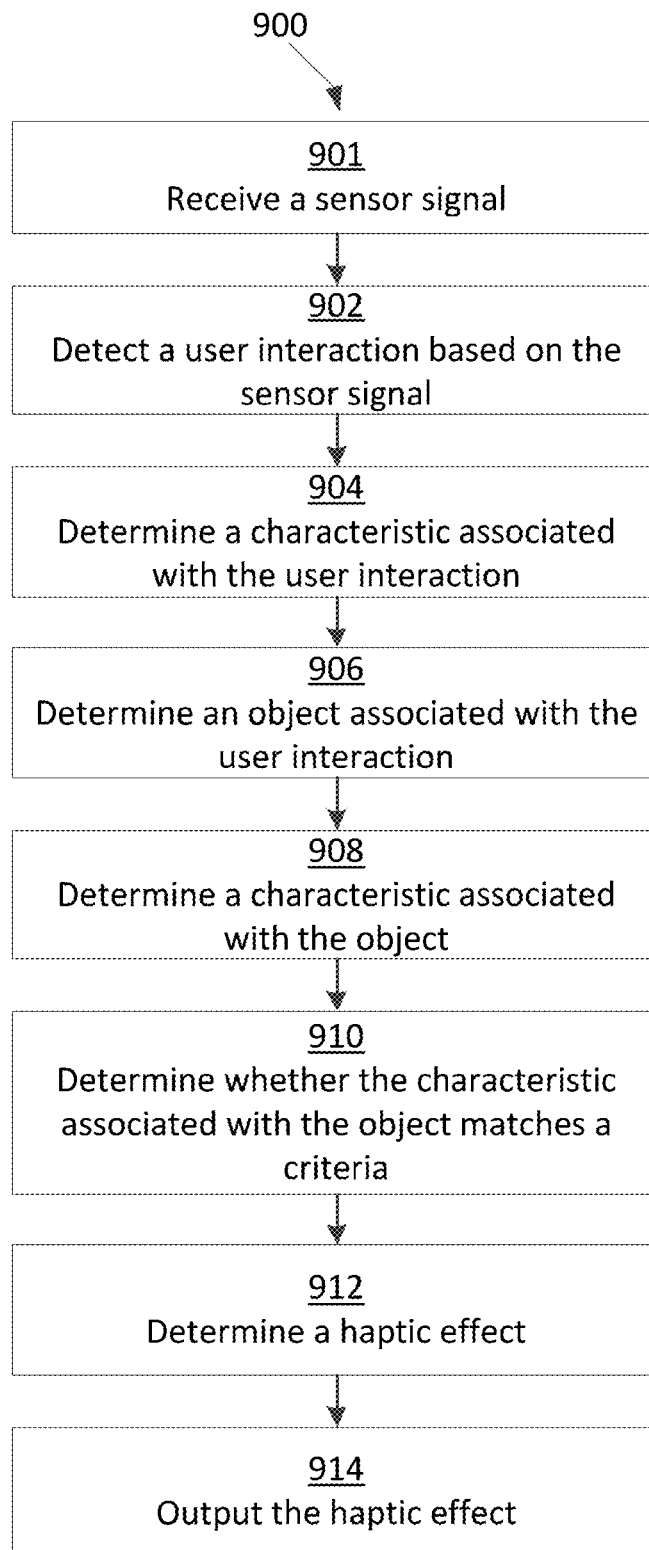 900
901
Receive a sensor signal
902
Detect a user interaction based on the
sensor signal
904
Determine a characteristic associated
with the user interaction
906
Determine an object associated with the
user interaction
908
Determine a characteristic associated
with the object
910
Determine whether the characteristic
associated with the object matches a
criteria
912
Determine a haptic effect
914
Output the haptic effect